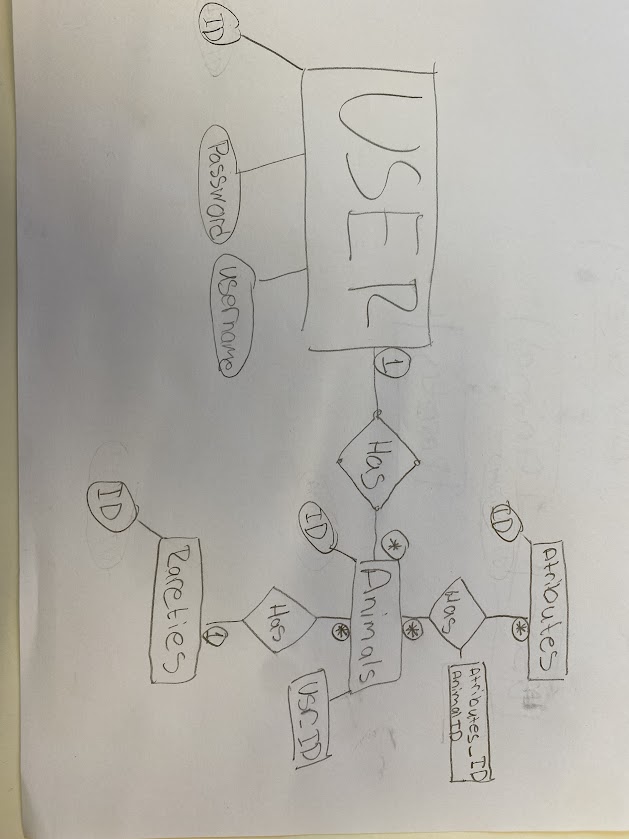 Atributes
ID
*
Has
Atributes_ID
AnimalID
*
USER
1
Has
*
Animals
ID
*
Usr_ID
Has
ID
Password
username
1
Rareties
ID